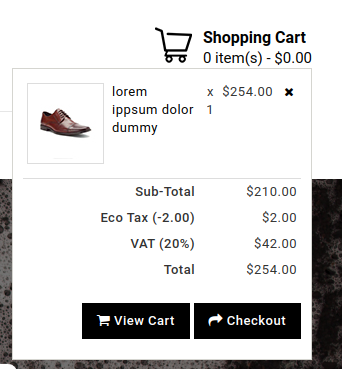 Shopping Cart
0 item(s) - $0.00
lorem x $254.00 ✖
ippsum dolor 1
dummy
Sub-Total $210.00
Eco Tax (-2.00) $2.00
VAT (20%) $42.00
Total $254.00
View Cart Checkout